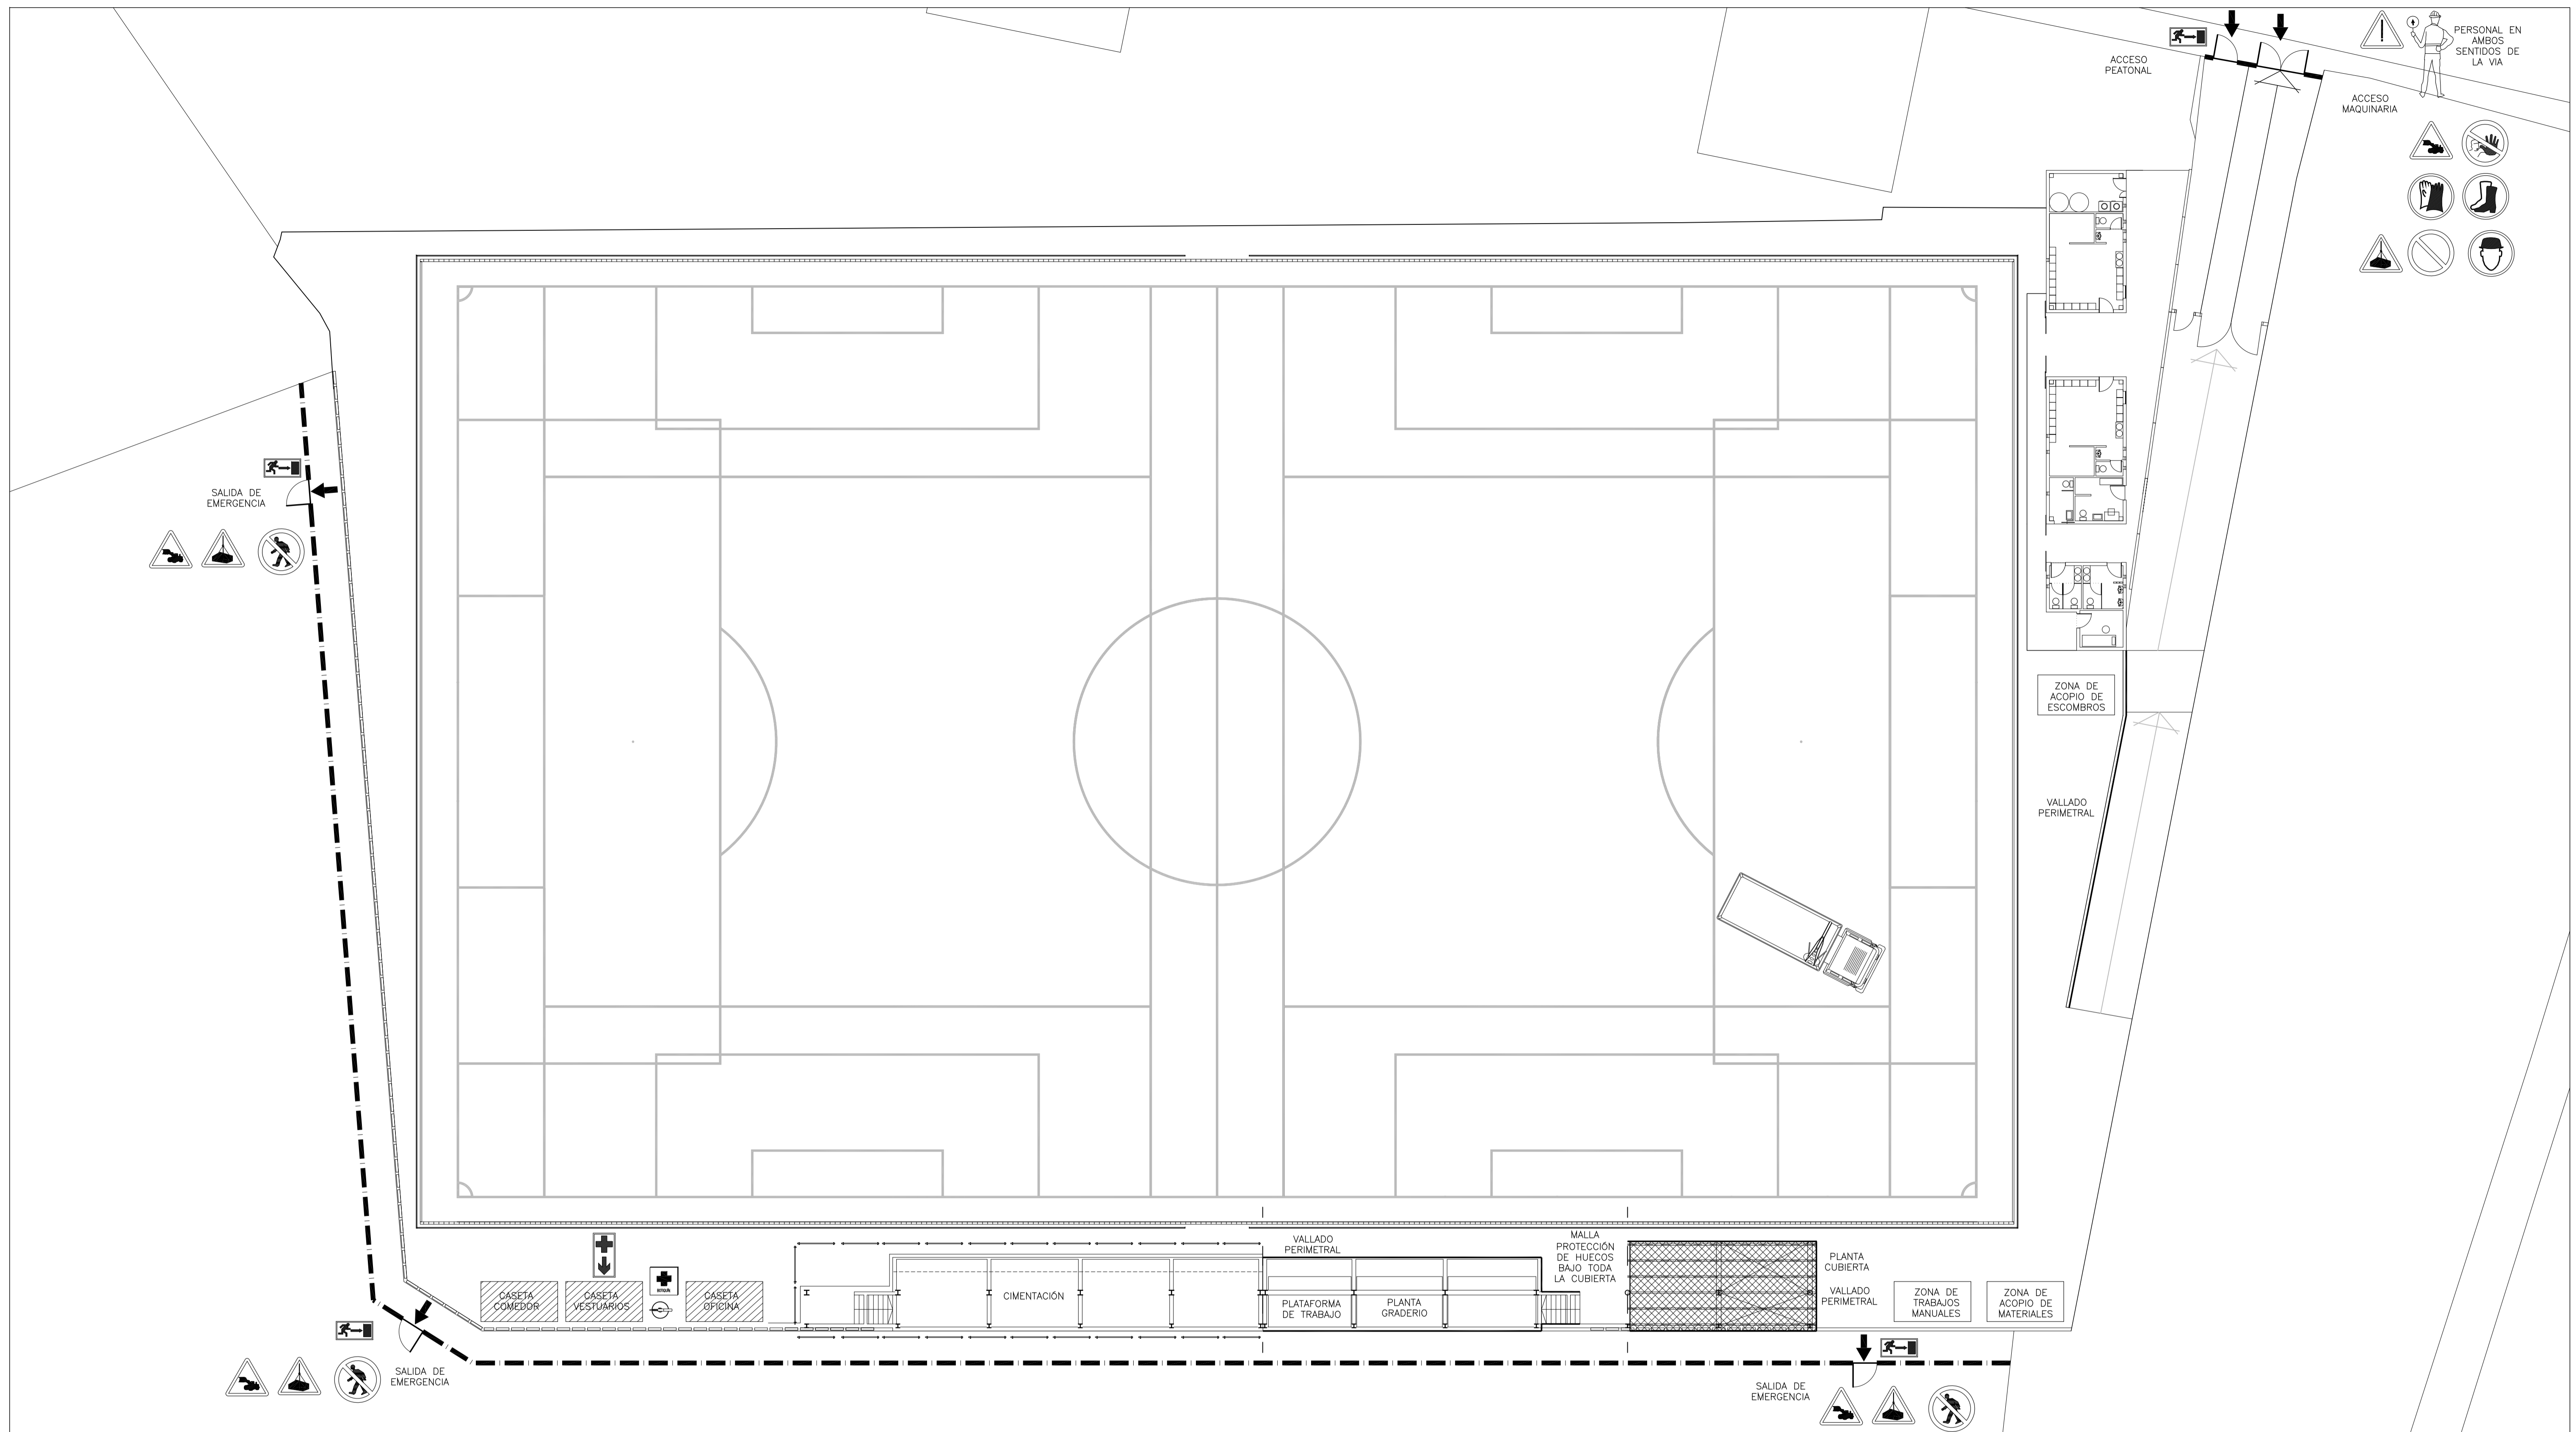 ACCESO
PEATONAL
PERSONAL EN
AMBOS
SENTIDOS DE
LA VIA
ACCESO
MAQUINARIA
SALIDA DE
EMERGENCIA
ZONA DE
ACOPIO DE
ESCOMBROS
VALLADO
PERIMETRAL
CASETA
COMEDOR
CASETA
VESTUARIOS
BOTIQUÍN
CASETA
OFICINA
CIMENTACIÓN
VALLADO
PERIMETRAL
PLATAFORMA
DE TRABAJO
PLANTA
GRADERIO
MALLA
PROTECCIÓN
DE HUECOS
BAJO TODA
LA CUBIERTA
PLANTA
CUBIERTA
VALLADO
PERIMETRAL
ZONA DE
TRABAJOS
MANUALES
ZONA DE
ACOPIO DE
MATERIALES
SALIDA DE
EMERGENCIA
SALIDA DE
EMERGENCIA